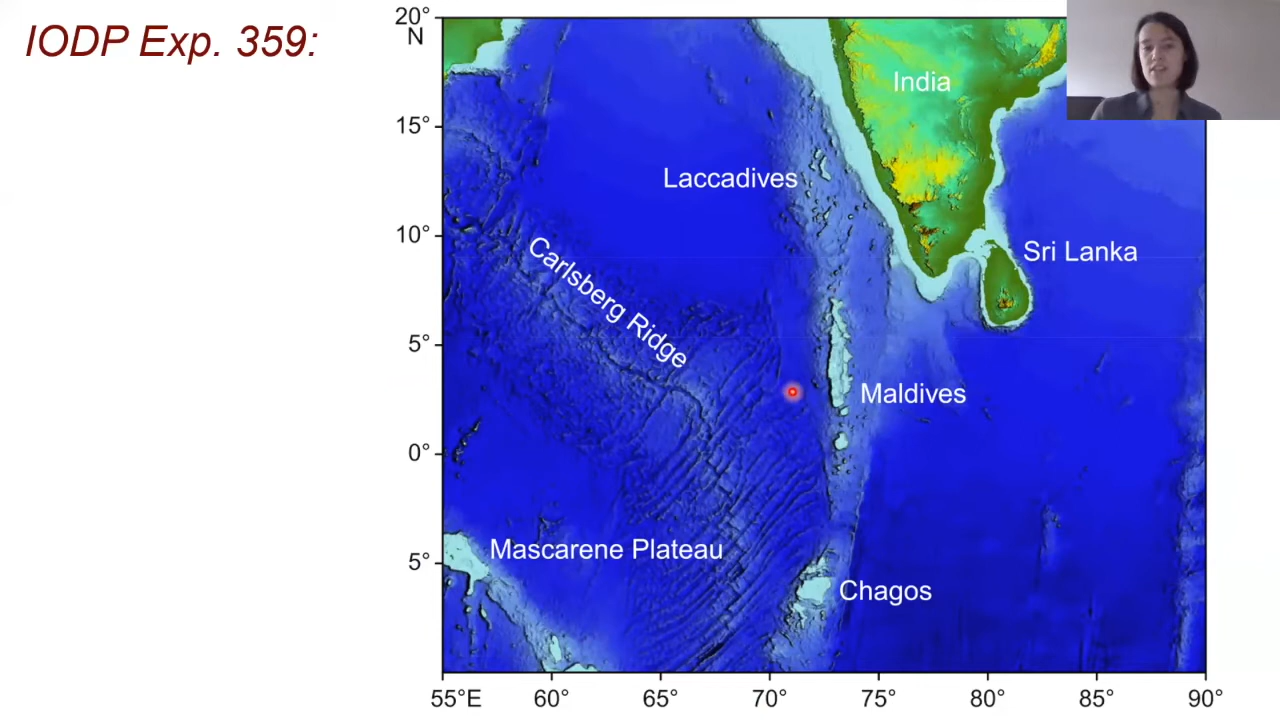 IODP Exp. 359:
20°
N
India
15°
Laccadives
10°
Carlsberg Ridge
Sri Lanka
5°
Maldives
0°
Mascarene Plateau
5°
Chagos
55°E 60° 65° 70° 75° 80° 85° 90°